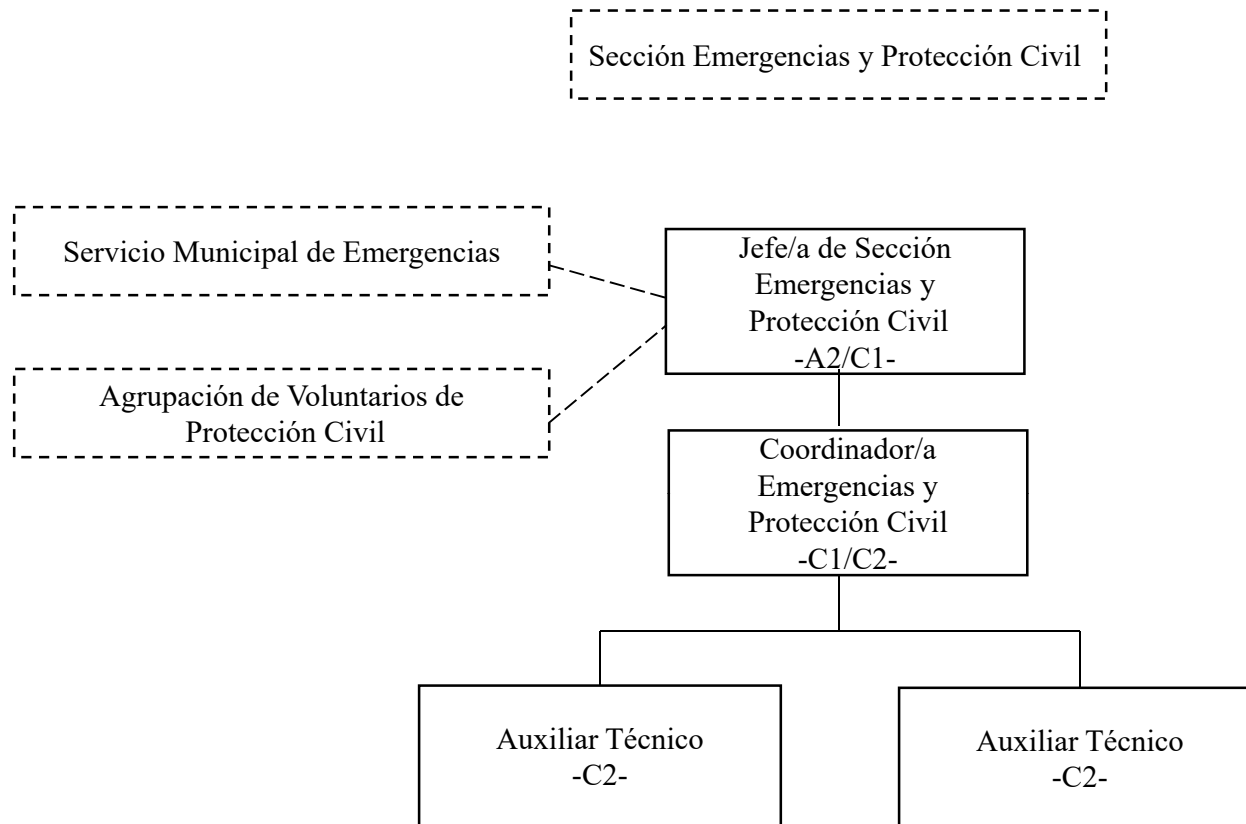 Sección Emergencias y Protección Civil
Servicio Municipal de Emergencias
Jefe/a de Sección
Emergencias y
Protección Civil
-A2/C1-
Agrupación de Voluntarios de
Protección Civil
Coordinador/a
Emergencias y
Protección Civil
-C1/C2-
Auxiliar Técnico
-C2-
Auxiliar Técnico
-C2-